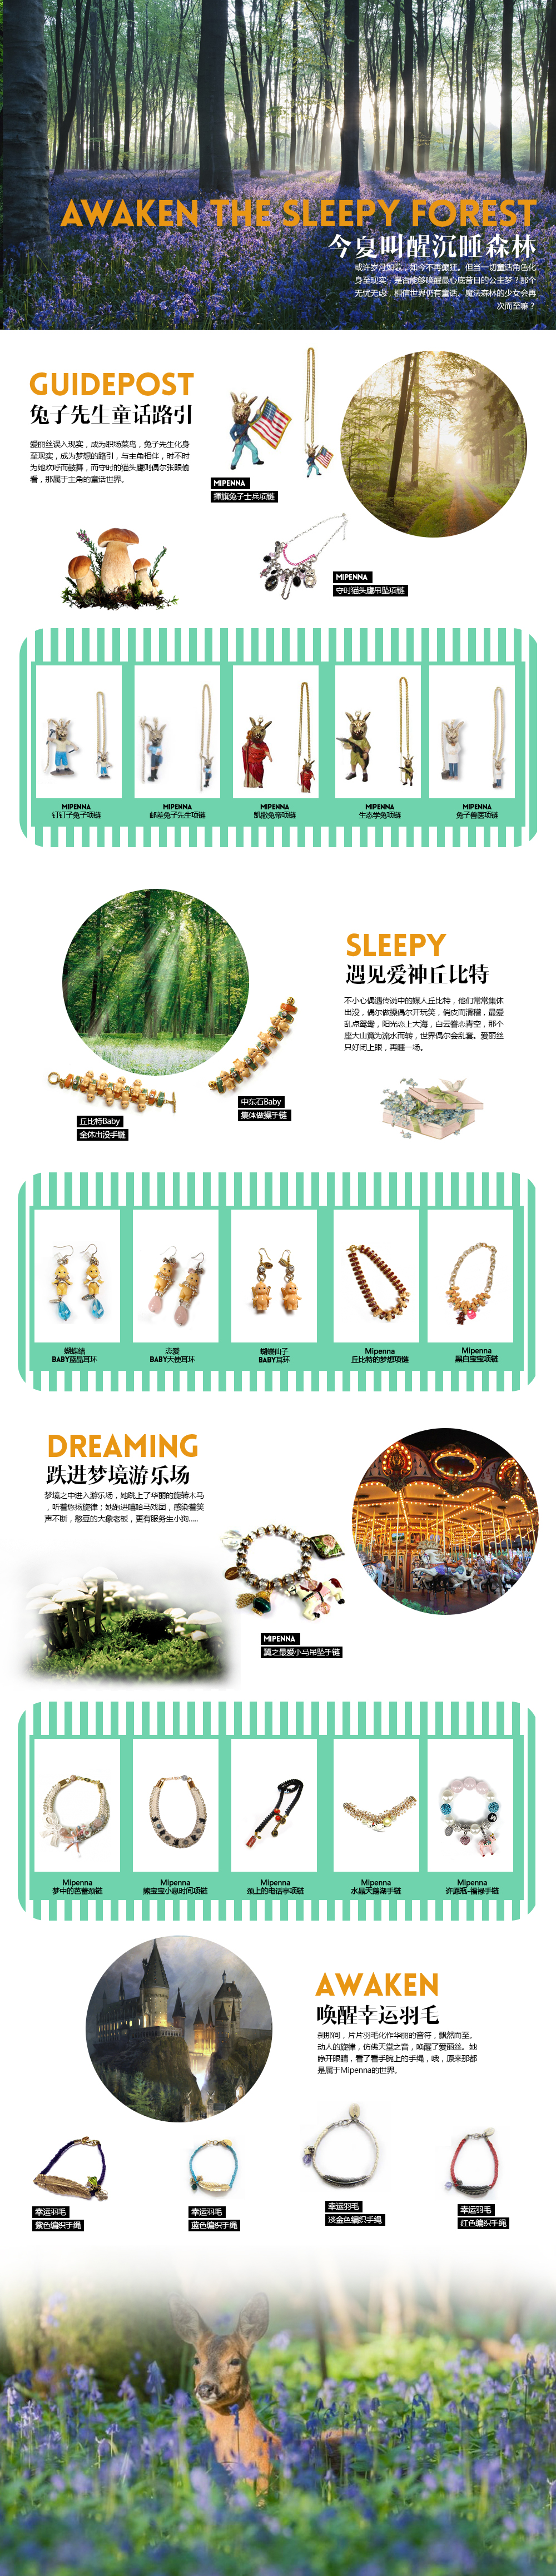 AWAKEN THE SLEEPY FOREST
今夏叫醒沉睡森林
或许岁月如歌，如今不再癫狂。但当一切童话角色化
身至现实，是否能够唤醒最心底昔日的公主梦？那个
无忧无虑，相信世界仍有童话、魔法森林的少女会再
次而至嘛？
GUIDEPOST
兔子先生童话路引
爱丽丝误入现实，成为职场菜鸟，兔子先生化身
至现实，成为梦想的路引，与主角相伴，时不时
为她欢呼而鼓舞，而守时的猫头鹰则偶尔张眼偷
看，那属于主角的童话世界。
MIPENNA
挥旗兔子士兵项链
MIPENNA
守时猫头鹰吊坠项链
MIPENNA
钉钉子兔子项链
MIPENNA
邮差兔子先生项链
MIPENNA
凯撒兔帝项链
MIPENNA
生态学兔项链
MIPENNA
兔子兽医项链
SLEEPY
遇见爱神丘比特
不小心偶遇传说中的媒人丘比特，他们常常集体
出没，偶尔做操偶尔开玩笑，俏皮而滑稽，最爱
乱点鸳鸯，阳光恋上大海，白云眷恋青空，那个
座大山竟为流水而转，世界偶尔会乱套。爱丽丝
只好闭上眼，再睡一场。
中东石Baby
集体做操手链
丘比特Baby
全体出没手链
蝴蝶结
BABY蓝晶耳环
恋爱
BABY天使耳环
蝴蝶仙子
BABY耳环
Mipenna
丘比特的梦想项链
Mipenna
黑白宝宝项链
DREAMING
跌进梦境游乐场
梦境之中进入游乐场，她跳上了华丽的旋转木马
，听着悠扬旋律；她跑进嘻哈马戏团，感染着笑
声不断，憨豆的大象老板，更有服务生小狗.....
MIPENNA
翼之最爱小马吊坠手链
Mipenna
梦中的芭蕾颈链
Mipenna
熊宝宝小息时间项链
Mipenna
颈上的电话亭项链
Mipenna
水晶天鹅湖手链
Mipenna
许愿瓶-福禄手链
AWAKEN
唤醒幸运羽毛
刹那间，片片羽毛化作华丽的音符，飘然而至。
动人的旋律，仿佛天堂之音，唤醒了爱丽丝。她
睁开眼睛，看了看手腕上的手绳，哦，原来那都
是属于Mipenna的世界。
幸运羽毛
紫色编织手绳
幸运羽毛
蓝色编织手绳
幸运羽毛
淡金色编织手绳
幸运羽毛
红色编织手绳